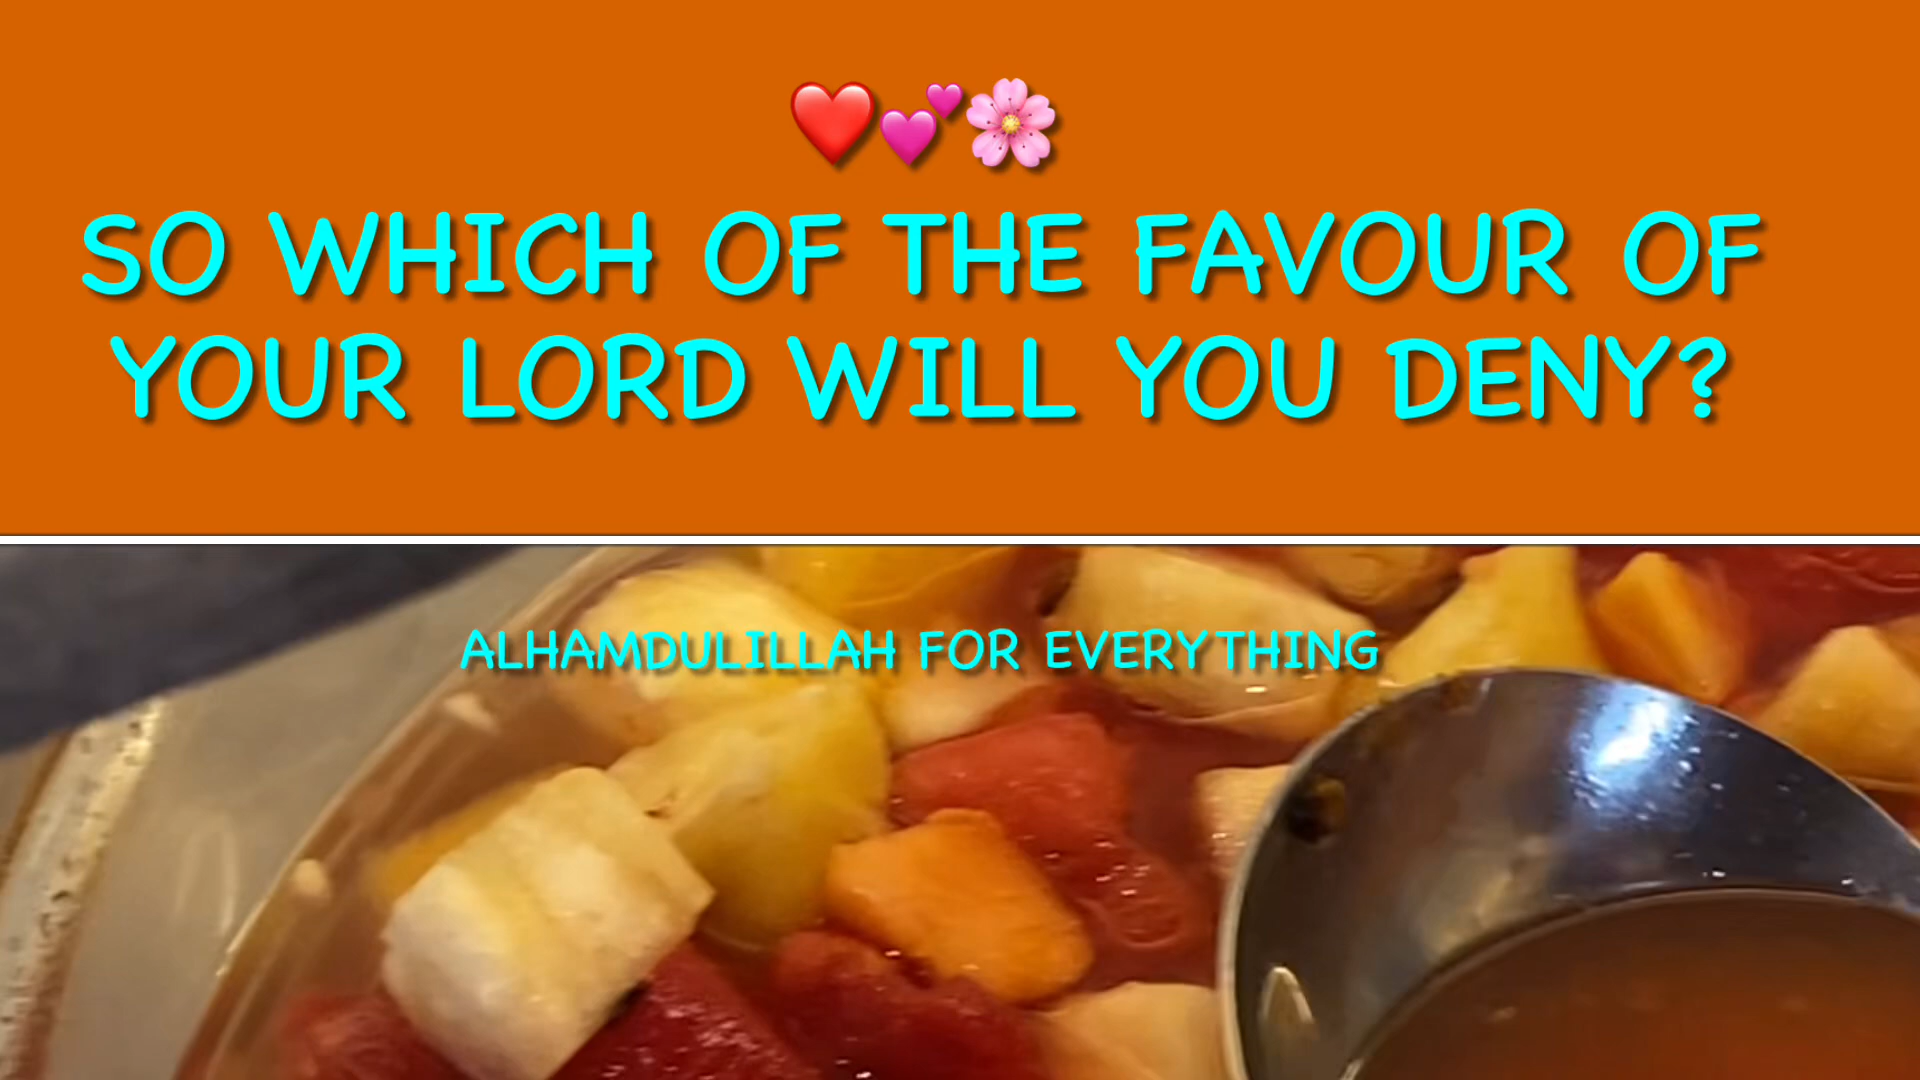 ❤️💕🌸
SO WHICH OF THE FAVOUR OF
YOUR LORD WILL YOU DENY?
ALHAMDULILLAH FOR EVERYTHING